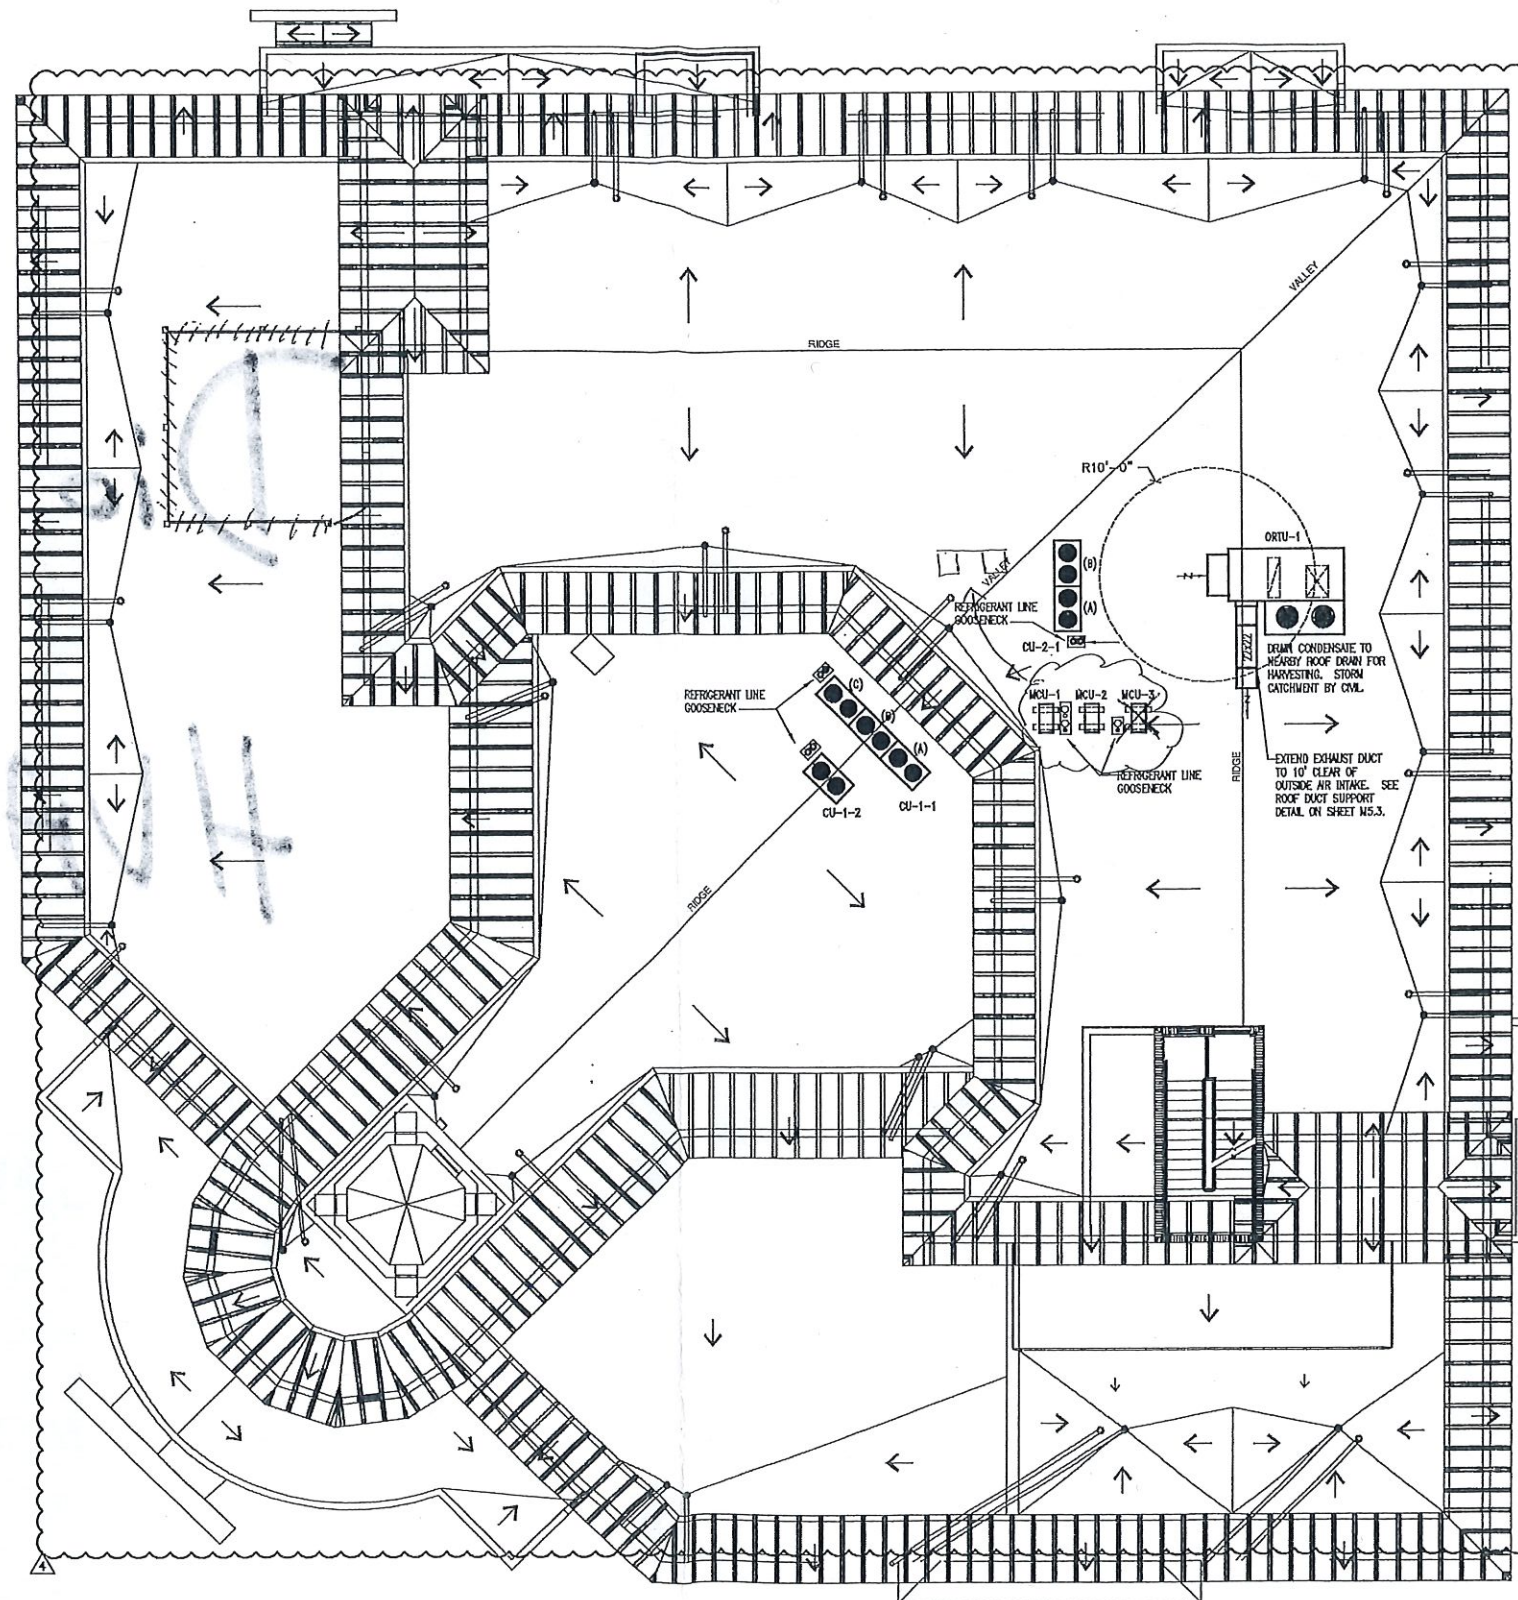 VALLEY
RIDGE
R10'-0"
ORTU-1
(B)
(A)
VALLEY
REFRIGERANT LINE
GOOSENECK
CU-2-1
22x22
DRAIN CONDENSATE TO
NEARBY ROOF DRAIN FOR
HARVESTING. STORM
CATCHMENT BY CIVIL.
MCU-1
MCU-2
MCU-3
REFRIGERANT LINE
GOOSENECK
(C)
(B)
(A)
REFRIGERANT LINE
GOOSENECK
CU-1-2
CU-1-1
RIDGE
EXTEND EXHAUST DUCT
TO 10' CLEAR OF
OUTSIDE AIR INTAKE. SEE
ROOF DUCT SUPPORT
DETAIL ON SHEET M5.3.
RIDGE
4